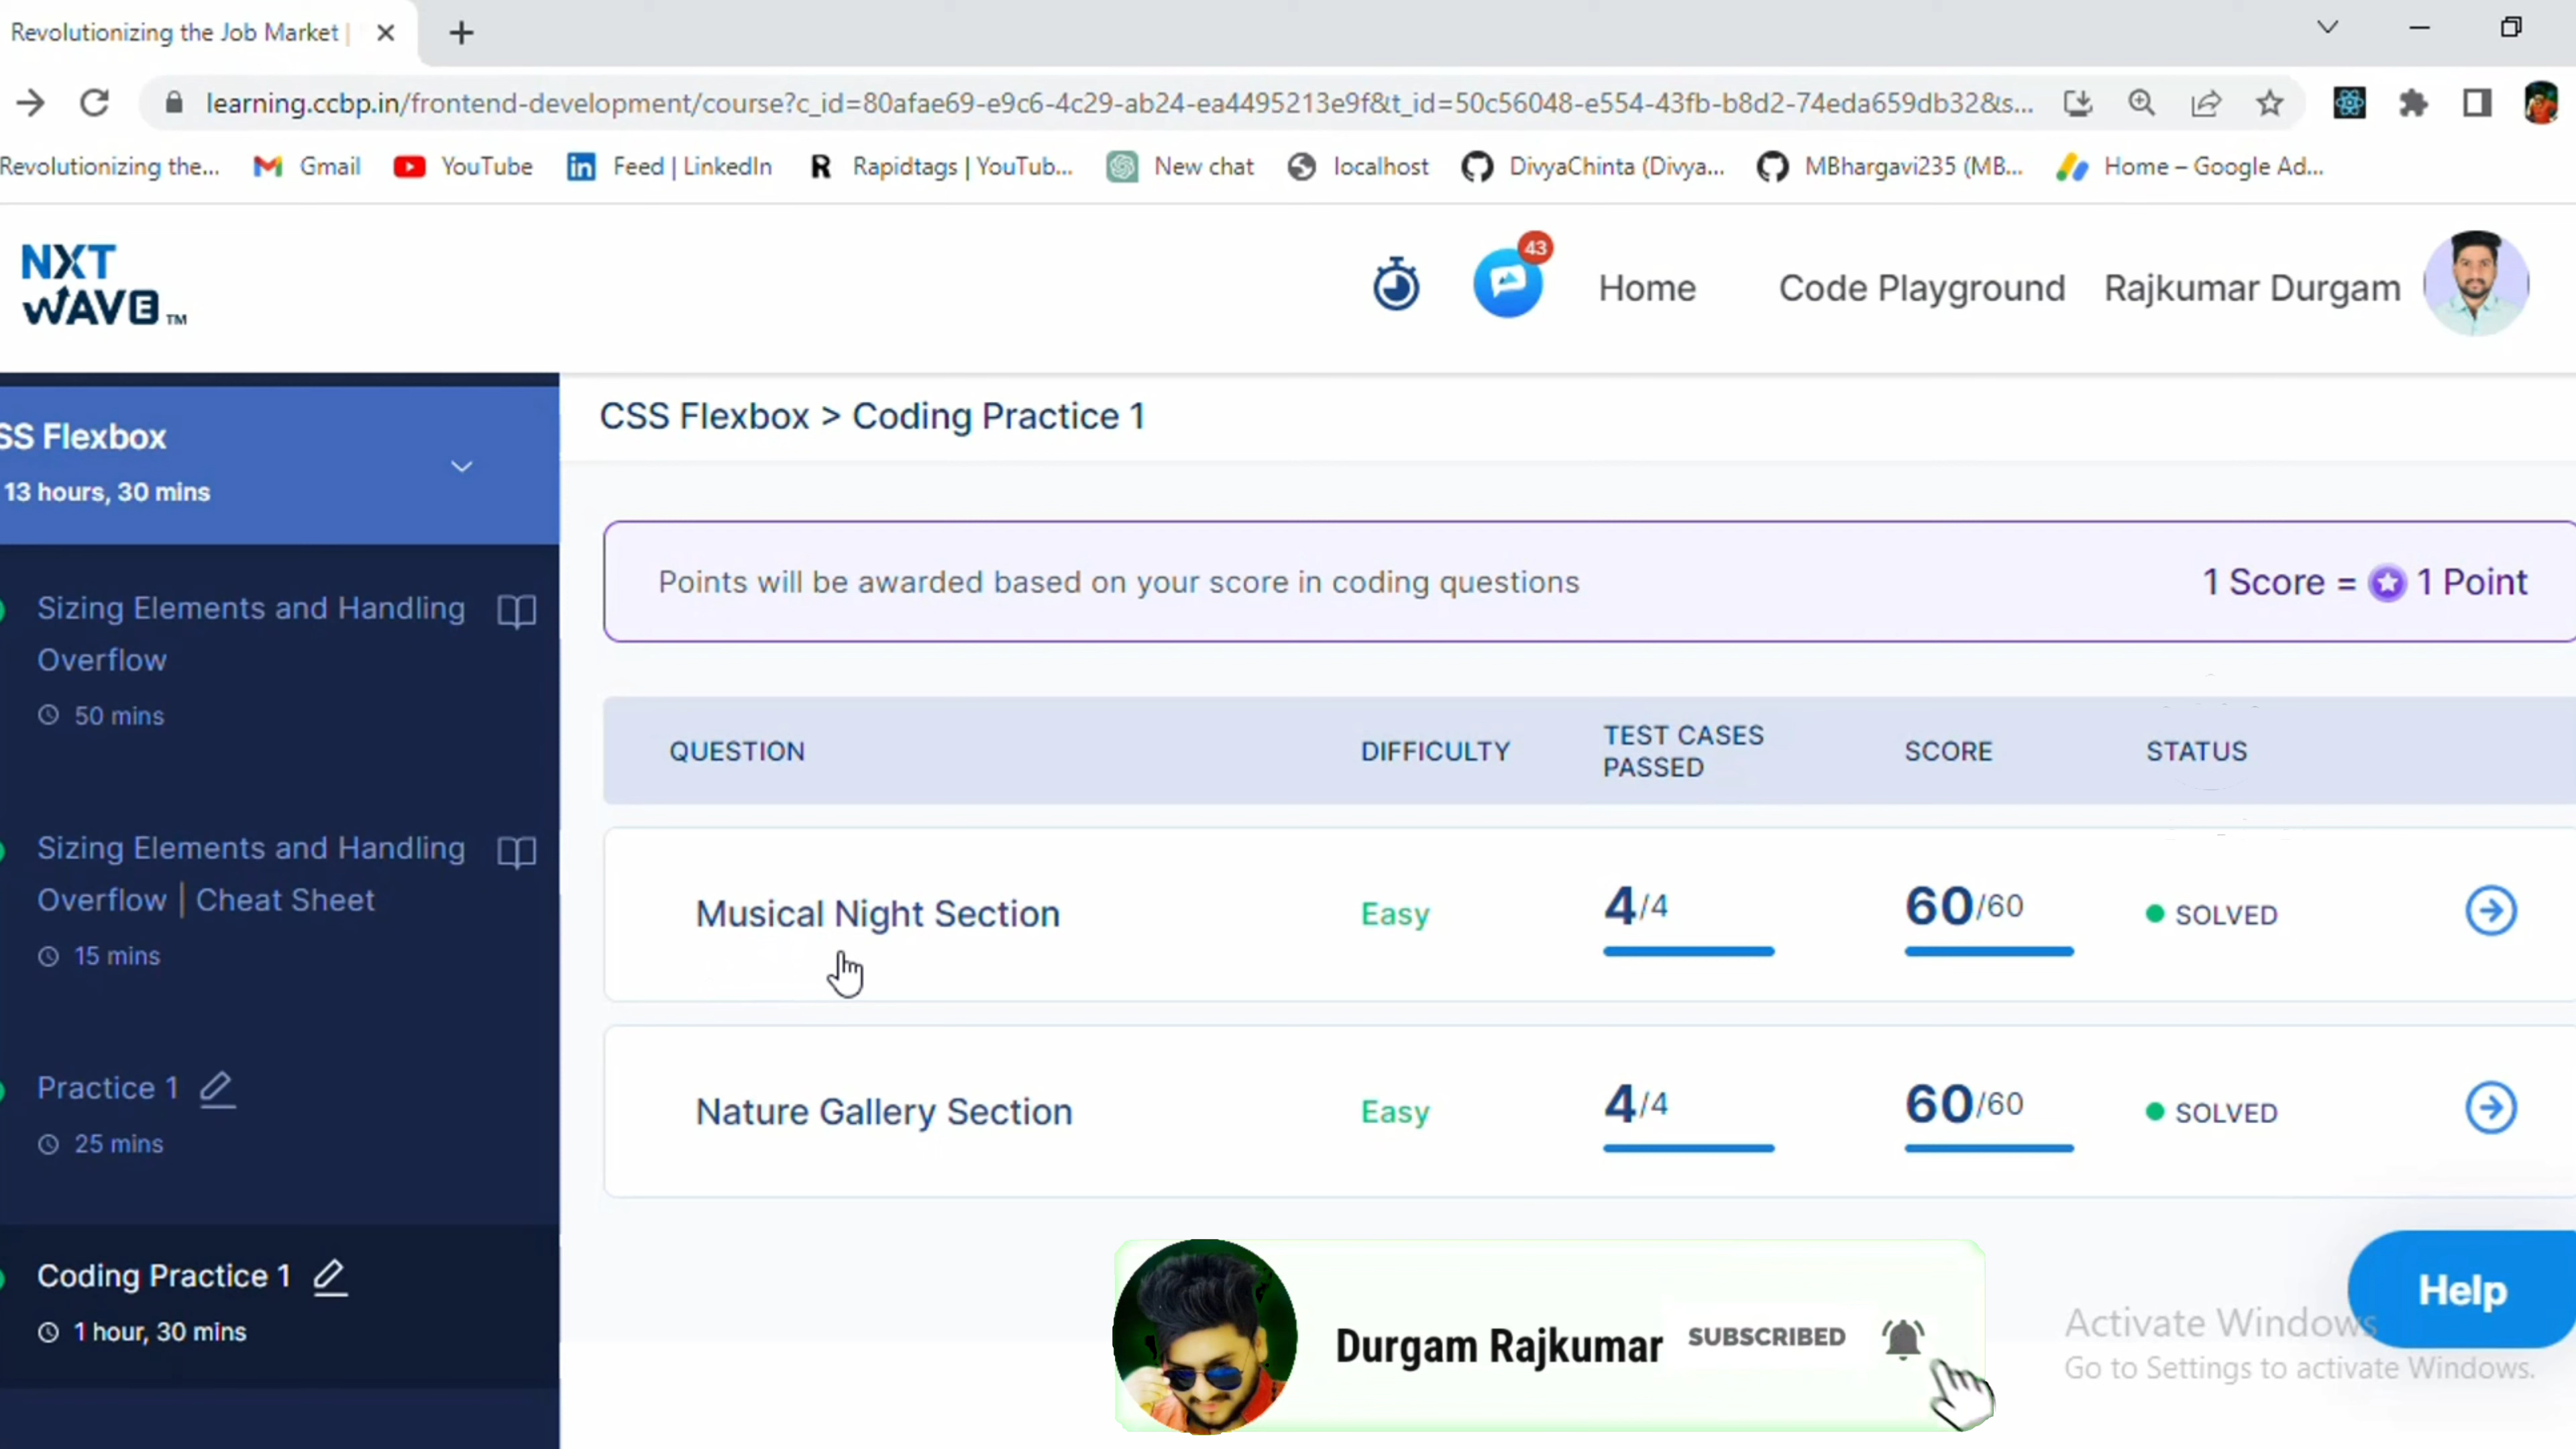 Revolutionizing the Job Market |
learning.ccbp.in/frontend-development/course?c_id=80afae69-e9c6-4c29-ab24-ea4495213e9f&t_id=50c56048-e554-43fb-b8d2-74eda659db32&s...
Revolutionizing the... Gmail YouTube Feed | LinkedIn Rapidtags | YouTub... New chat localhost DivyaChinta (Divya... MBhargavi235 (MB... Home – Google Ad...
NXT
WAVE TM
43
Home Code Playground Rajkumar Durgam
SS Flexbox
13 hours, 30 mins
CSS Flexbox > Coding Practice 1
Points will be awarded based on your score in coding questions 1 Score = 1 Point
Sizing Elements and Handling
Overflow
50 mins
Sizing Elements and Handling
Overflow | Cheat Sheet
15 mins
Practice 1
25 mins
Coding Practice 1
1 hour, 30 mins
QUESTION DIFFICULTY TEST CASES PASSED SCORE STATUS
Musical Night Section Easy 4/4 60/60 SOLVED
Nature Gallery Section Easy 4/4 60/60 SOLVED
Help
Durgam Rajkumar SUBSCRIBED
Activate Windows
Go to Settings to activate Windows.